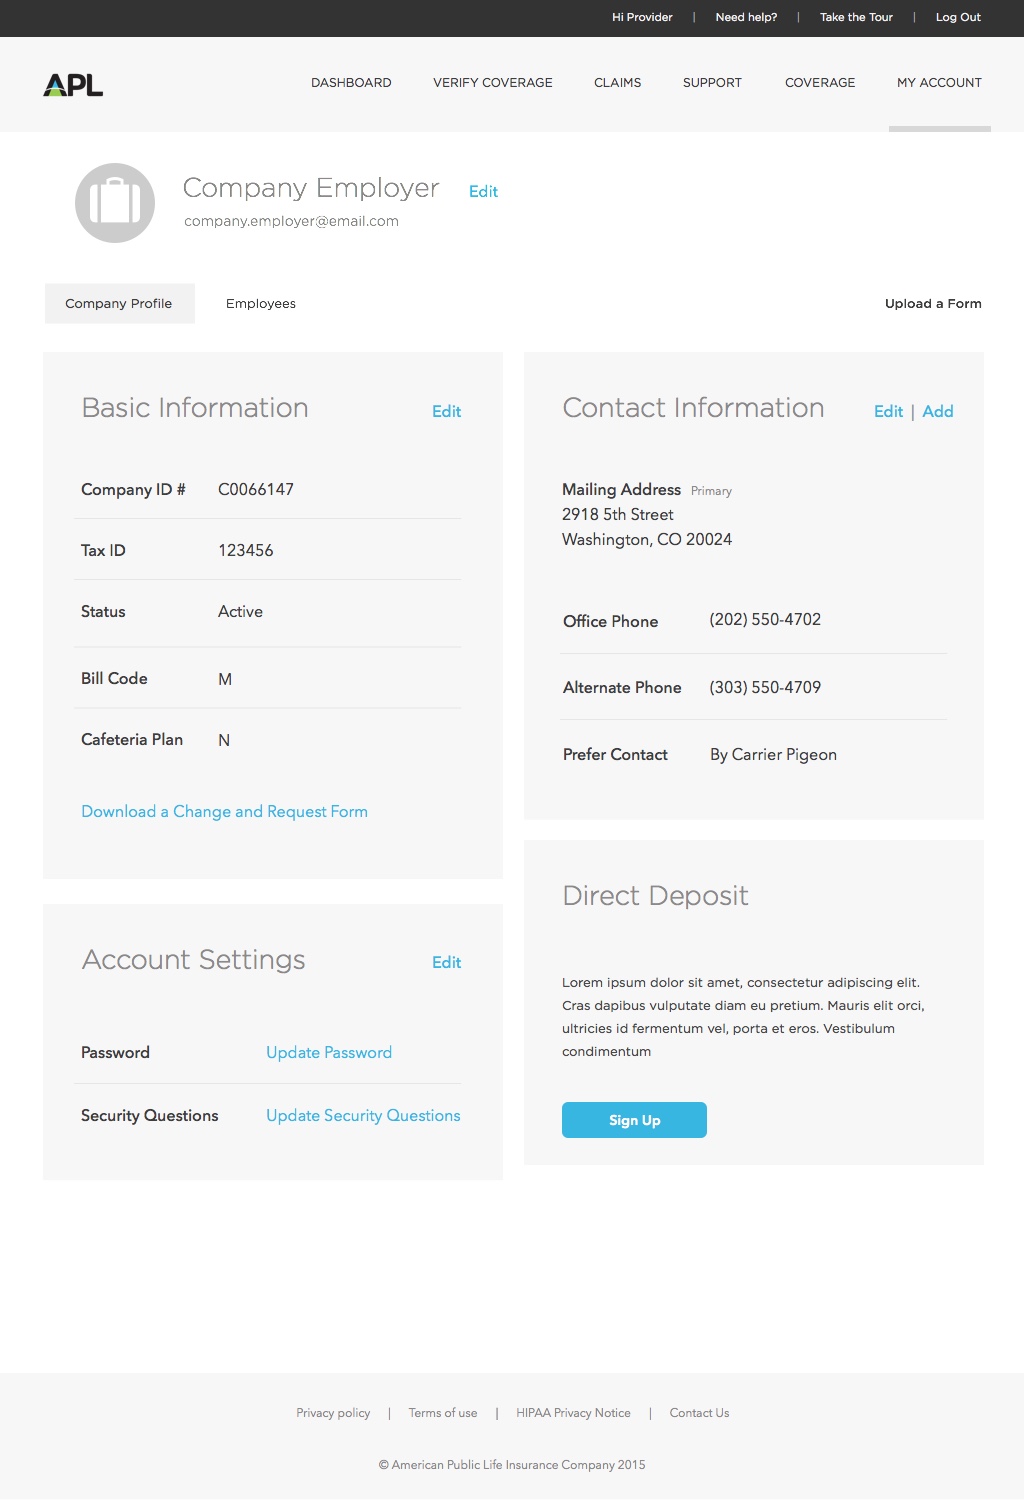 Hi Provider | Need help? | Take the Tour | Log Out
APL
DASHBOARD VERIFY COVERAGE CLAIMS SUPPORT COVERAGE MY ACCOUNT
Company Employer Edit
company.employer@email.com
Company Profile Employees Upload a Form
Basic Information Edit
Company ID # C0066147
Tax ID 123456
Status Active
Bill Code M
Cafeteria Plan N
Download a Change and Request Form
Contact Information Edit | Add
Mailing Address Primary
2918 5th Street
Washington, CO 20024
Office Phone (202) 550-4702
Alternate Phone (303) 550-4709
Prefer Contact By Carrier Pigeon
Account Settings Edit
Password Update Password
Security Questions Update Security Questions
Direct Deposit
Lorem ipsum dolor sit amet, consectetur adipiscing elit.
Cras dapibus vulputate diam eu pretium. Mauris elit orci,
ultricies id fermentum vel, porta et eros. Vestibulum
condimentum
Sign Up
Privacy policy | Terms of use | HIPAA Privacy Notice | Contact Us
© American Public Life Insurance Company 2015